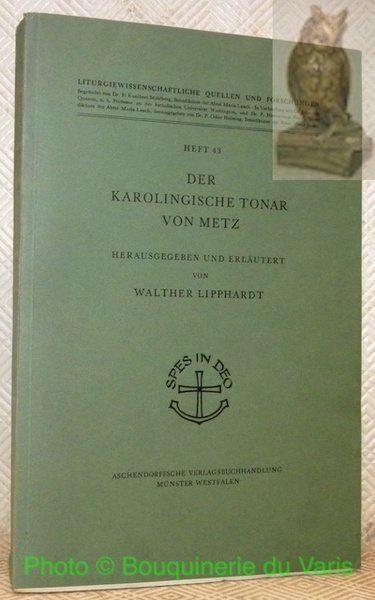 LITURGIEWISSENSCHAFTLICHE QUELLEN UND FORSCHUNGEN
HEFT 43
DER
KAROLINGISCHE TONAR
VON METZ
HERAUSGEGEBEN UND ERLÄUTERT
VON
WALTHER LIPPHARDT
SPES IN DEO
ASCHENDORFFSCHE VERLAGSBUCHHANDLUNG
MÜNSTER WESTFALEN
Photo © Bouquinerie du Varis